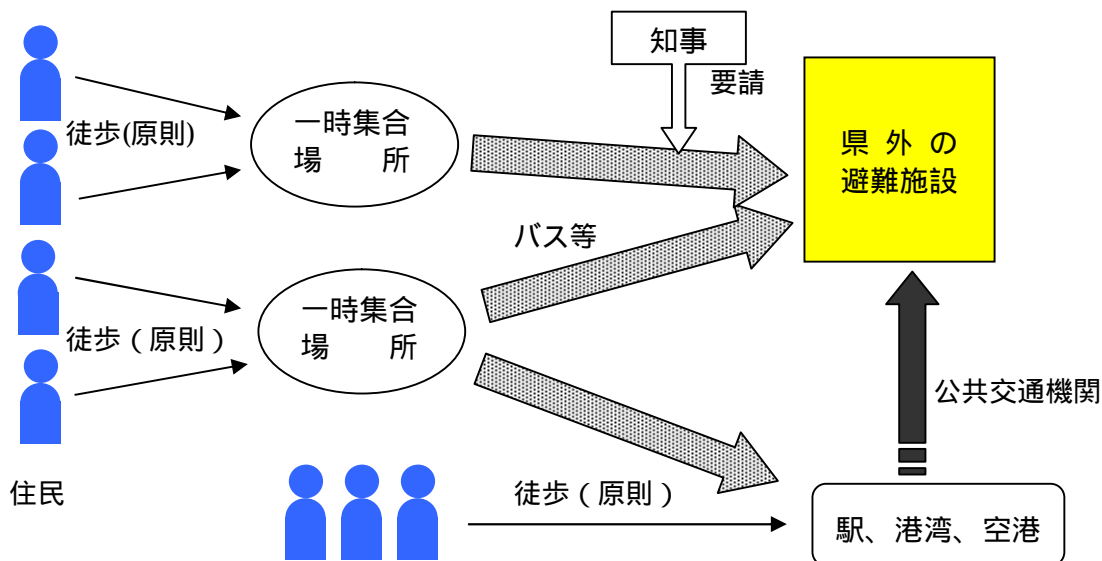 知事
要請
徒歩(原則)
一時集合
場　　所
県 外 の
避難施設
バス等
徒歩（原則）
一時集合
場　　所
公共交通機関
住民
徒歩（原則）
駅、港湾、空港